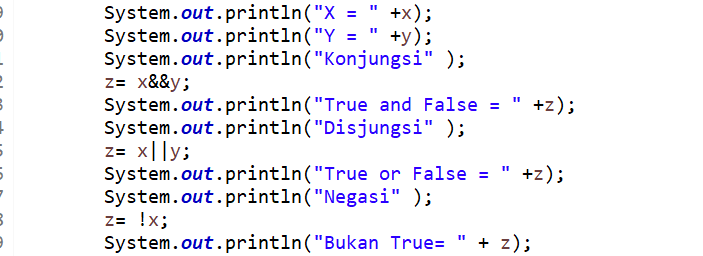 System.out.println("X = " +x);
System.out.println("Y = " +y);
System.out.println("Konjungsi" );
z= x&&y;
System.out.println("True and False = " +z);
System.out.println("Disjungsi" );
z= x||y;
System.out.println("True or False = " +z);
System.out.println("Negasi" );
z= !x;
System.out.println("Bukan True= " + z);